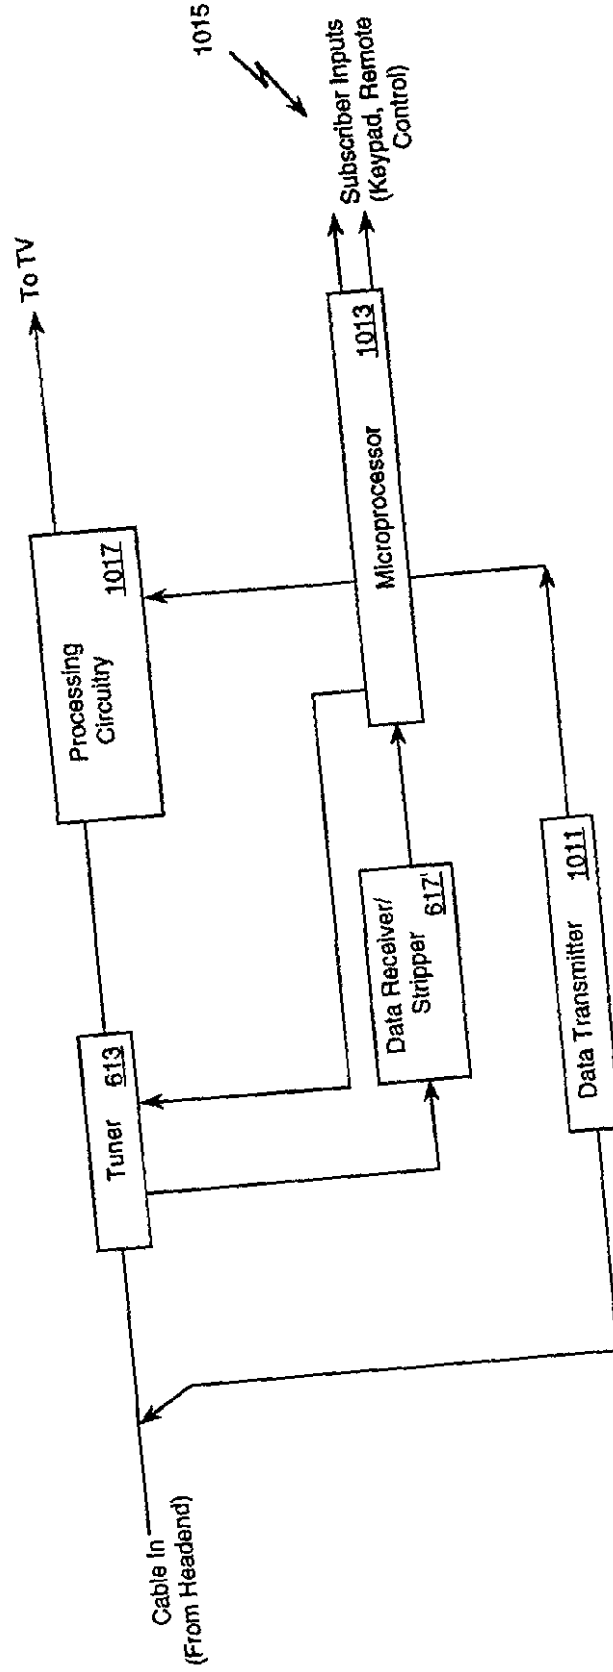 1015
To TV
Processing
Circuitry
1017
Subscriber Inputs
(Keypad, Remote
Control)
Microprocessor
1013
Tuner 613
Data Receiver/
Stripper
617'
Data Transmitter
1011
Cable In
(From Headend)